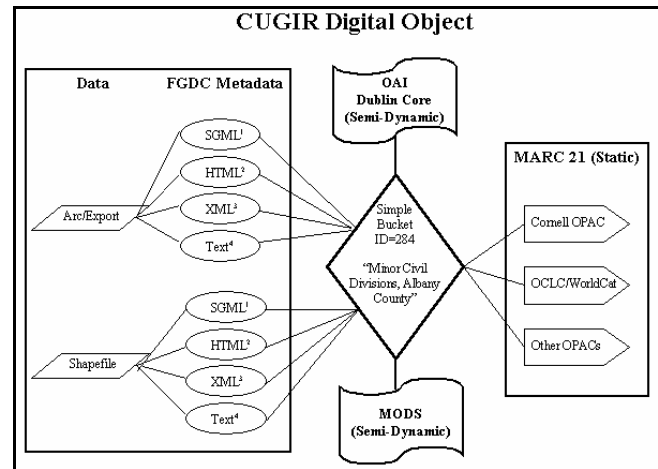 CUGIR Digital Object
Data
FGDC Metadata
SGML¹
HTML²
XML³
Text⁴
Arc/Export
SGML¹
HTML²
XML³
Text⁴
Shapefile
OAI
Dublin Core
(Semi-Dynamic)
Simple
Bucket
ID=284
“Minor Civil
Divisions, Albany
County”
MODS
(Semi-Dynamic)
MARC 21 (Static)
Cornell OPAC
OCLC/WorldCat
Other OPACs